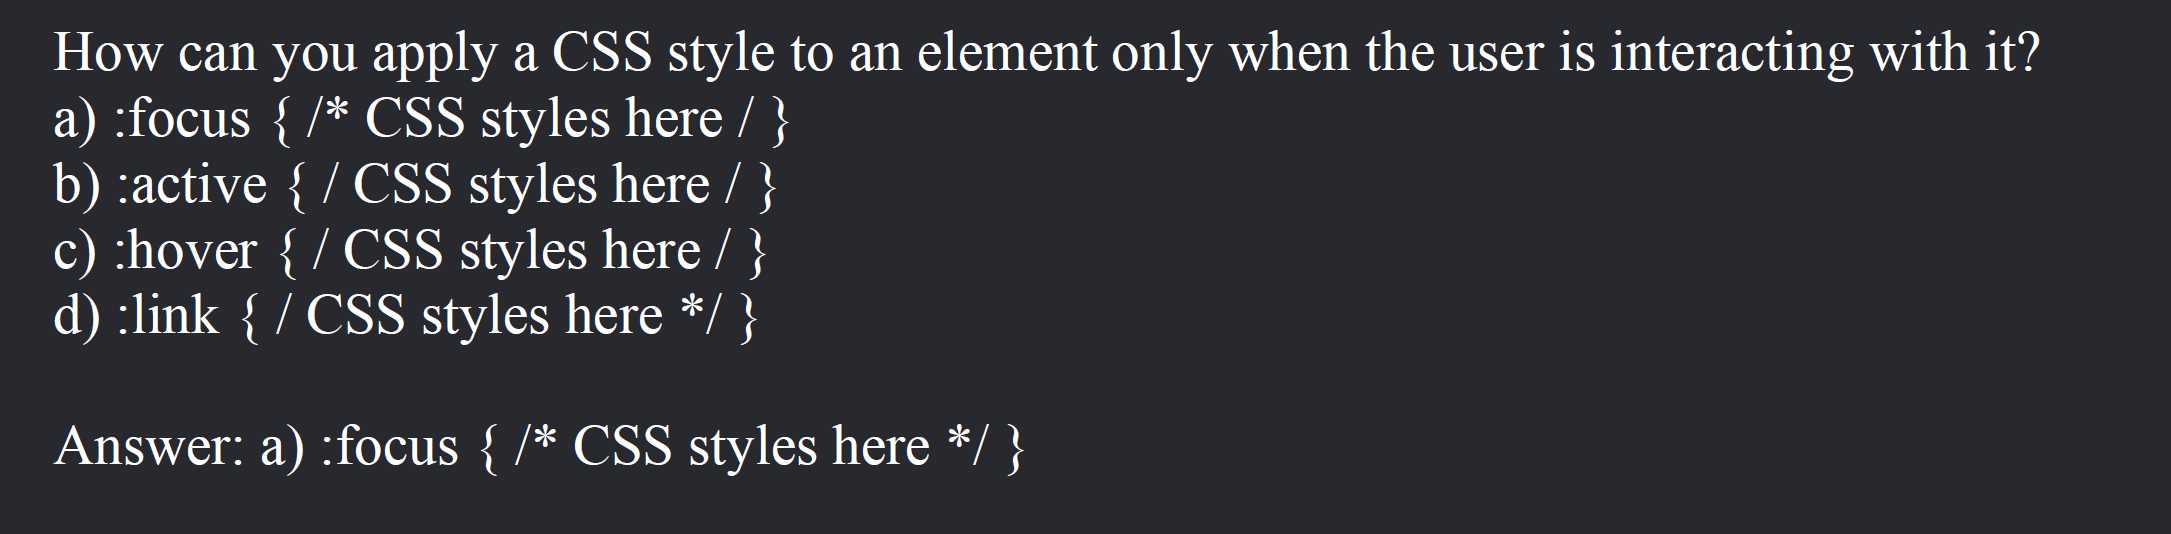 How can you apply a CSS style to an element only when the user is interacting with it?
a) :focus { /* CSS styles here / }
b) :active { / CSS styles here / }
c) :hover { / CSS styles here / }
d) :link { / CSS styles here */ }
Answer: a) :focus { /* CSS styles here */ }